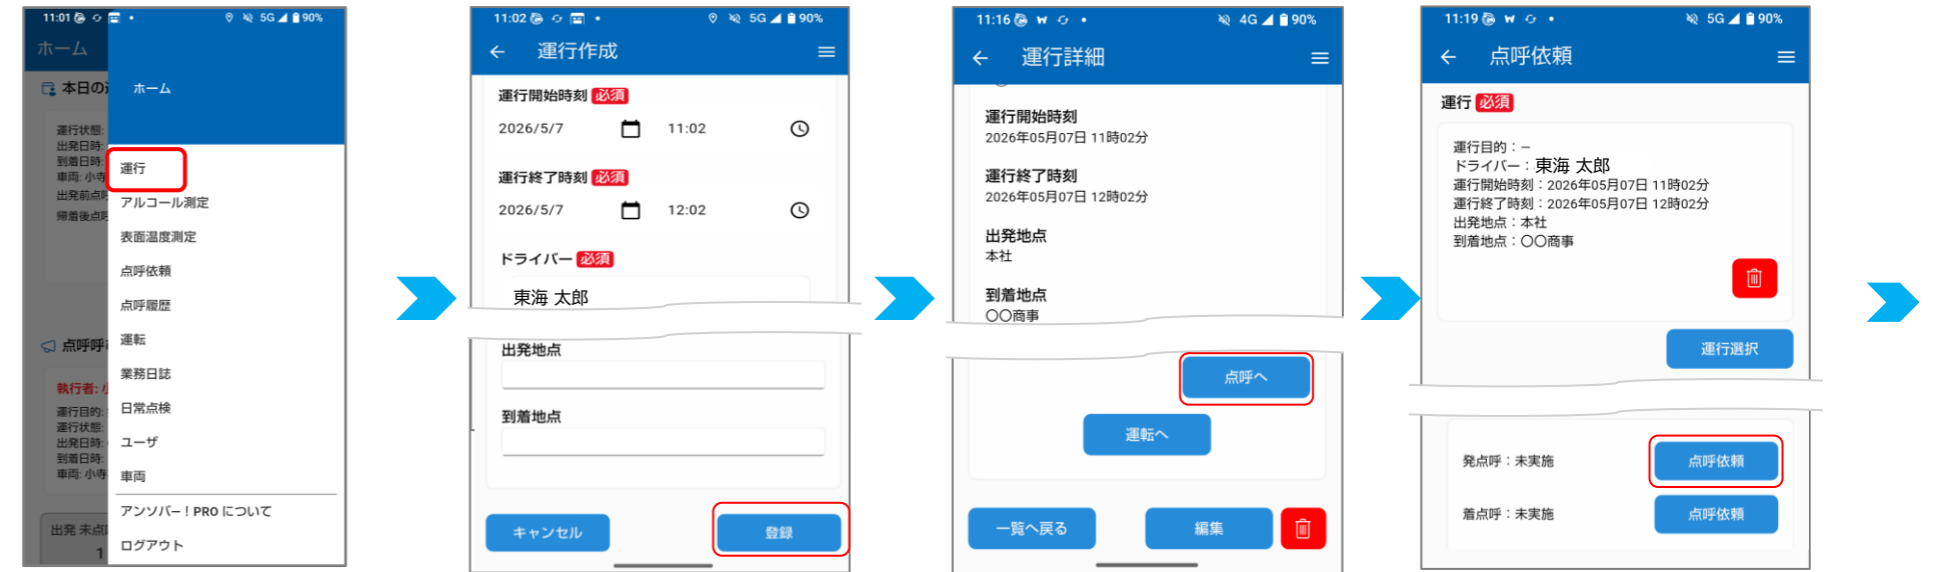 11:01 5G 90%
ホーム
本日の運
運行状態:
出発日時:
到着日時:
車両: 小寺
出発前点呼
帰着後点呼
点呼呼
執行者: 小
運行目的:
運行状態:
出発日時:
到着日時:
車両: 小寺
出発 未点
1
ホーム
運行
アルコール測定
表面温度測定
点呼依頼
点呼履歴
運転
業務日誌
日常点検
ユーザ
車両
アンソバー！PRO について
ログアウト
11:02 5G 90%
運行作成
運行開始時刻 必須
2026/5/7 11:02
運行終了時刻 必須
2026/5/7 12:02
ドライバー 必須
東海 太郎
出発地点
到着地点
キャンセル 登録
11:16 4G 90%
運行詳細
運行開始時刻
2026年05月07日 11時02分
運行終了時刻
2026年05月07日 12時02分
出発地点
本社
到着地点
〇〇商事
点呼へ
運転へ
一覧へ戻る 編集
11:19 5G 90%
点呼依頼
運行 必須
運行目的：－
ドライバー：東海 太郎
運行開始時刻：2026年05月07日 11時02分
運行終了時刻：2026年05月07日 12時02分
出発地点：本社
到着地点：〇〇商事
運行選択
発点呼：未実施 点呼依頼
着点呼：未実施 点呼依頼